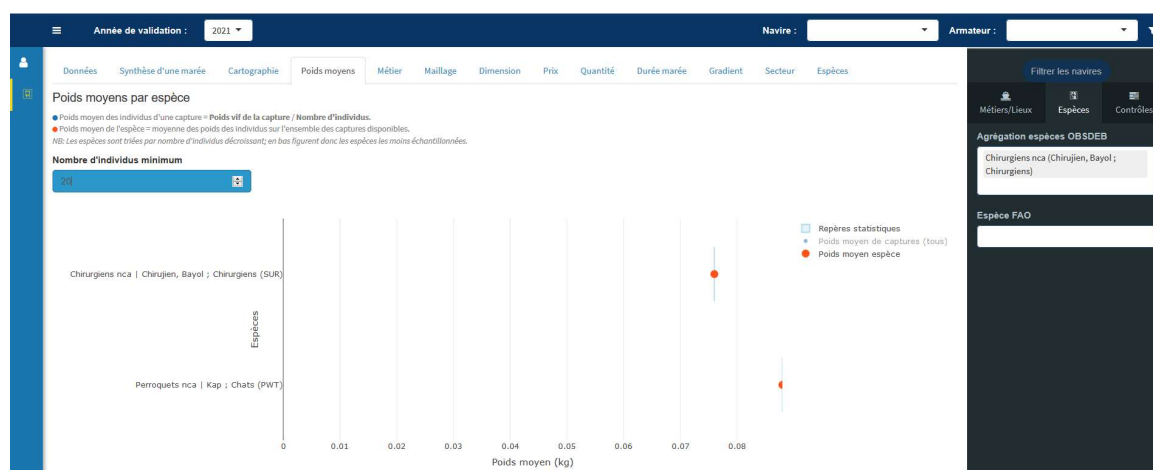 Année de validation : 2021 Navire : Armateur :
Données Synthèse d'une marée Cartographie Poids moyens Métier Maillage Dimension Prix Quantité Durée marée Gradient Secteur Espèces
Filtrer les navires
Métiers/Lieux Espèces Contrôles
Poids moyens par espèce
Poids moyen des individus d'une capture = Poids vif de la capture / Nombre d'individus.
Poids moyen de l'espèce = moyenne des poids des individus sur l'ensemble des captures disponibles.
NB: Les espèces sont triées par nombre d'individus décroissant; en bas figurent donc les espèces les moins échantillonnées.
Nombre d'individus minimum
20
Agrégation espèces OBSDEB
Chirurgiens nca (Chirujien, Bayol ;
Chirurgiens)
Espèce FAO
Repères statistiques
Poids moyen de captures (tous)
Poids moyen espèce
Chirurgiens nca | Chirujien, Bayol ; Chirurgiens (SUR)
Espèces
Perroquets nca | Kap ; Chats (PWT)
0 0.01 0.02 0.03 0.04 0.05 0.06 0.07 0.08
Poids moyen (kg)